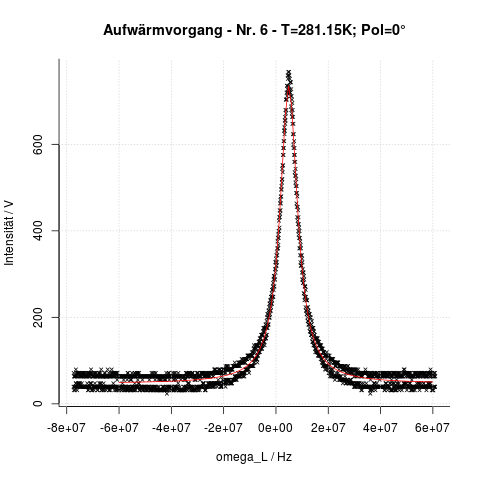 Aufwärmvorgang - Nr. 6 - T=281.15K; Pol=0°
Intensität / V
600
400
200
0
-8e+07 -6e+07 -4e+07 -2e+07 0e+00 2e+07 4e+07 6e+07
omega_L / Hz